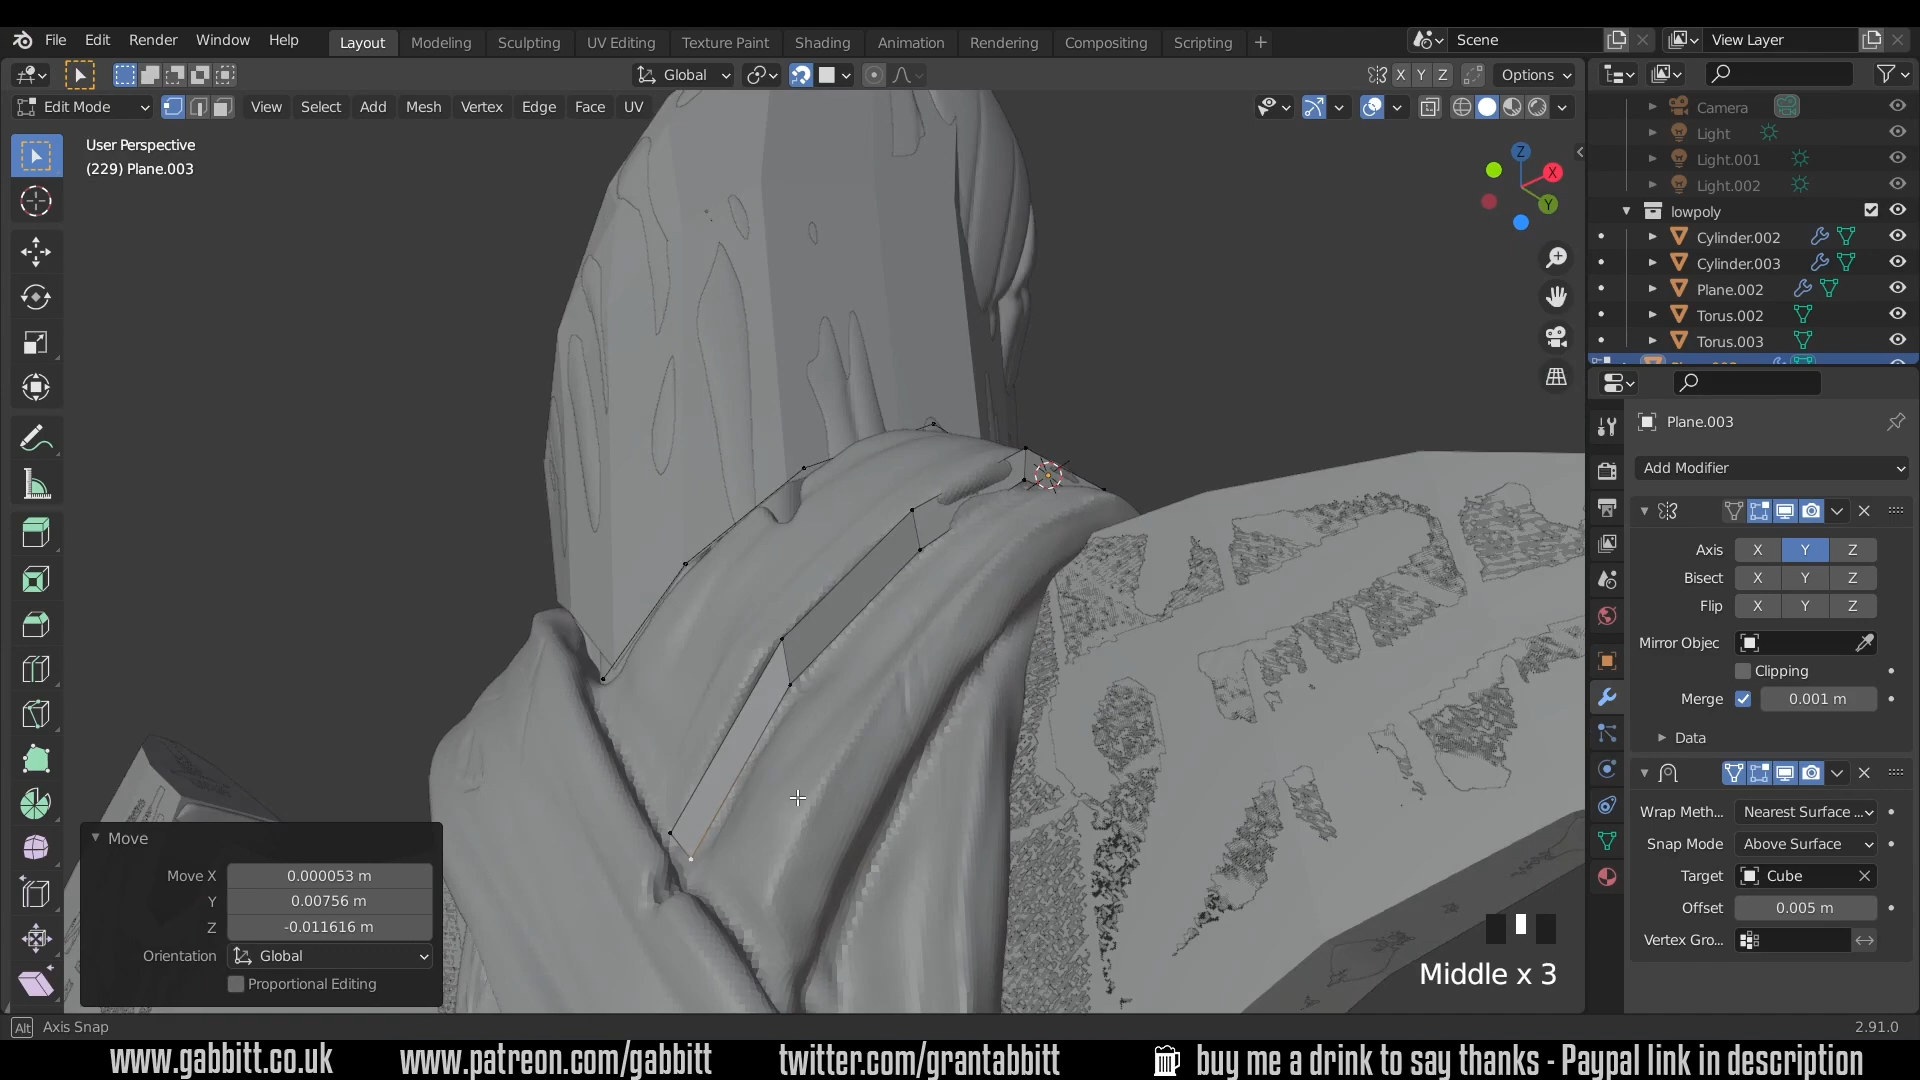 File Edit Render Window Help
Layout Modeling Sculpting UV Editing Texture Paint Shading Animation Rendering Compositing Scripting
Scene
View Layer
Global
X Y Z
Options
Edit Mode
View Select Add Mesh Vertex Edge Face UV
User Perspective
(229) Plane.003
Z
X
Y
Camera
Light
Light.001
Light.002
lowpoly
Cylinder.002
Cylinder.003
Plane.002
Torus.002
Torus.003
Plane.003
Add Modifier
Axis X Y Z
Bisect X Y Z
Flip X Y Z
Mirror Objec
Clipping
Merge 0.001 m
Data
Wrap Meth... Nearest Surface ...
Snap Mode Above Surface
Target Cube
Offset 0.005 m
Vertex Gro...
Move
Move X 0.000053 m
Y 0.00756 m
Z -0.011616 m
Orientation Global
Proportional Editing
Middle x 3
Alt Axis Snap
2.91.0
www.gabbitt.co.uk www.patreon.com/gabbitt twitter.com/grantabbitt buy me a drink to say thanks - Paypal link in description